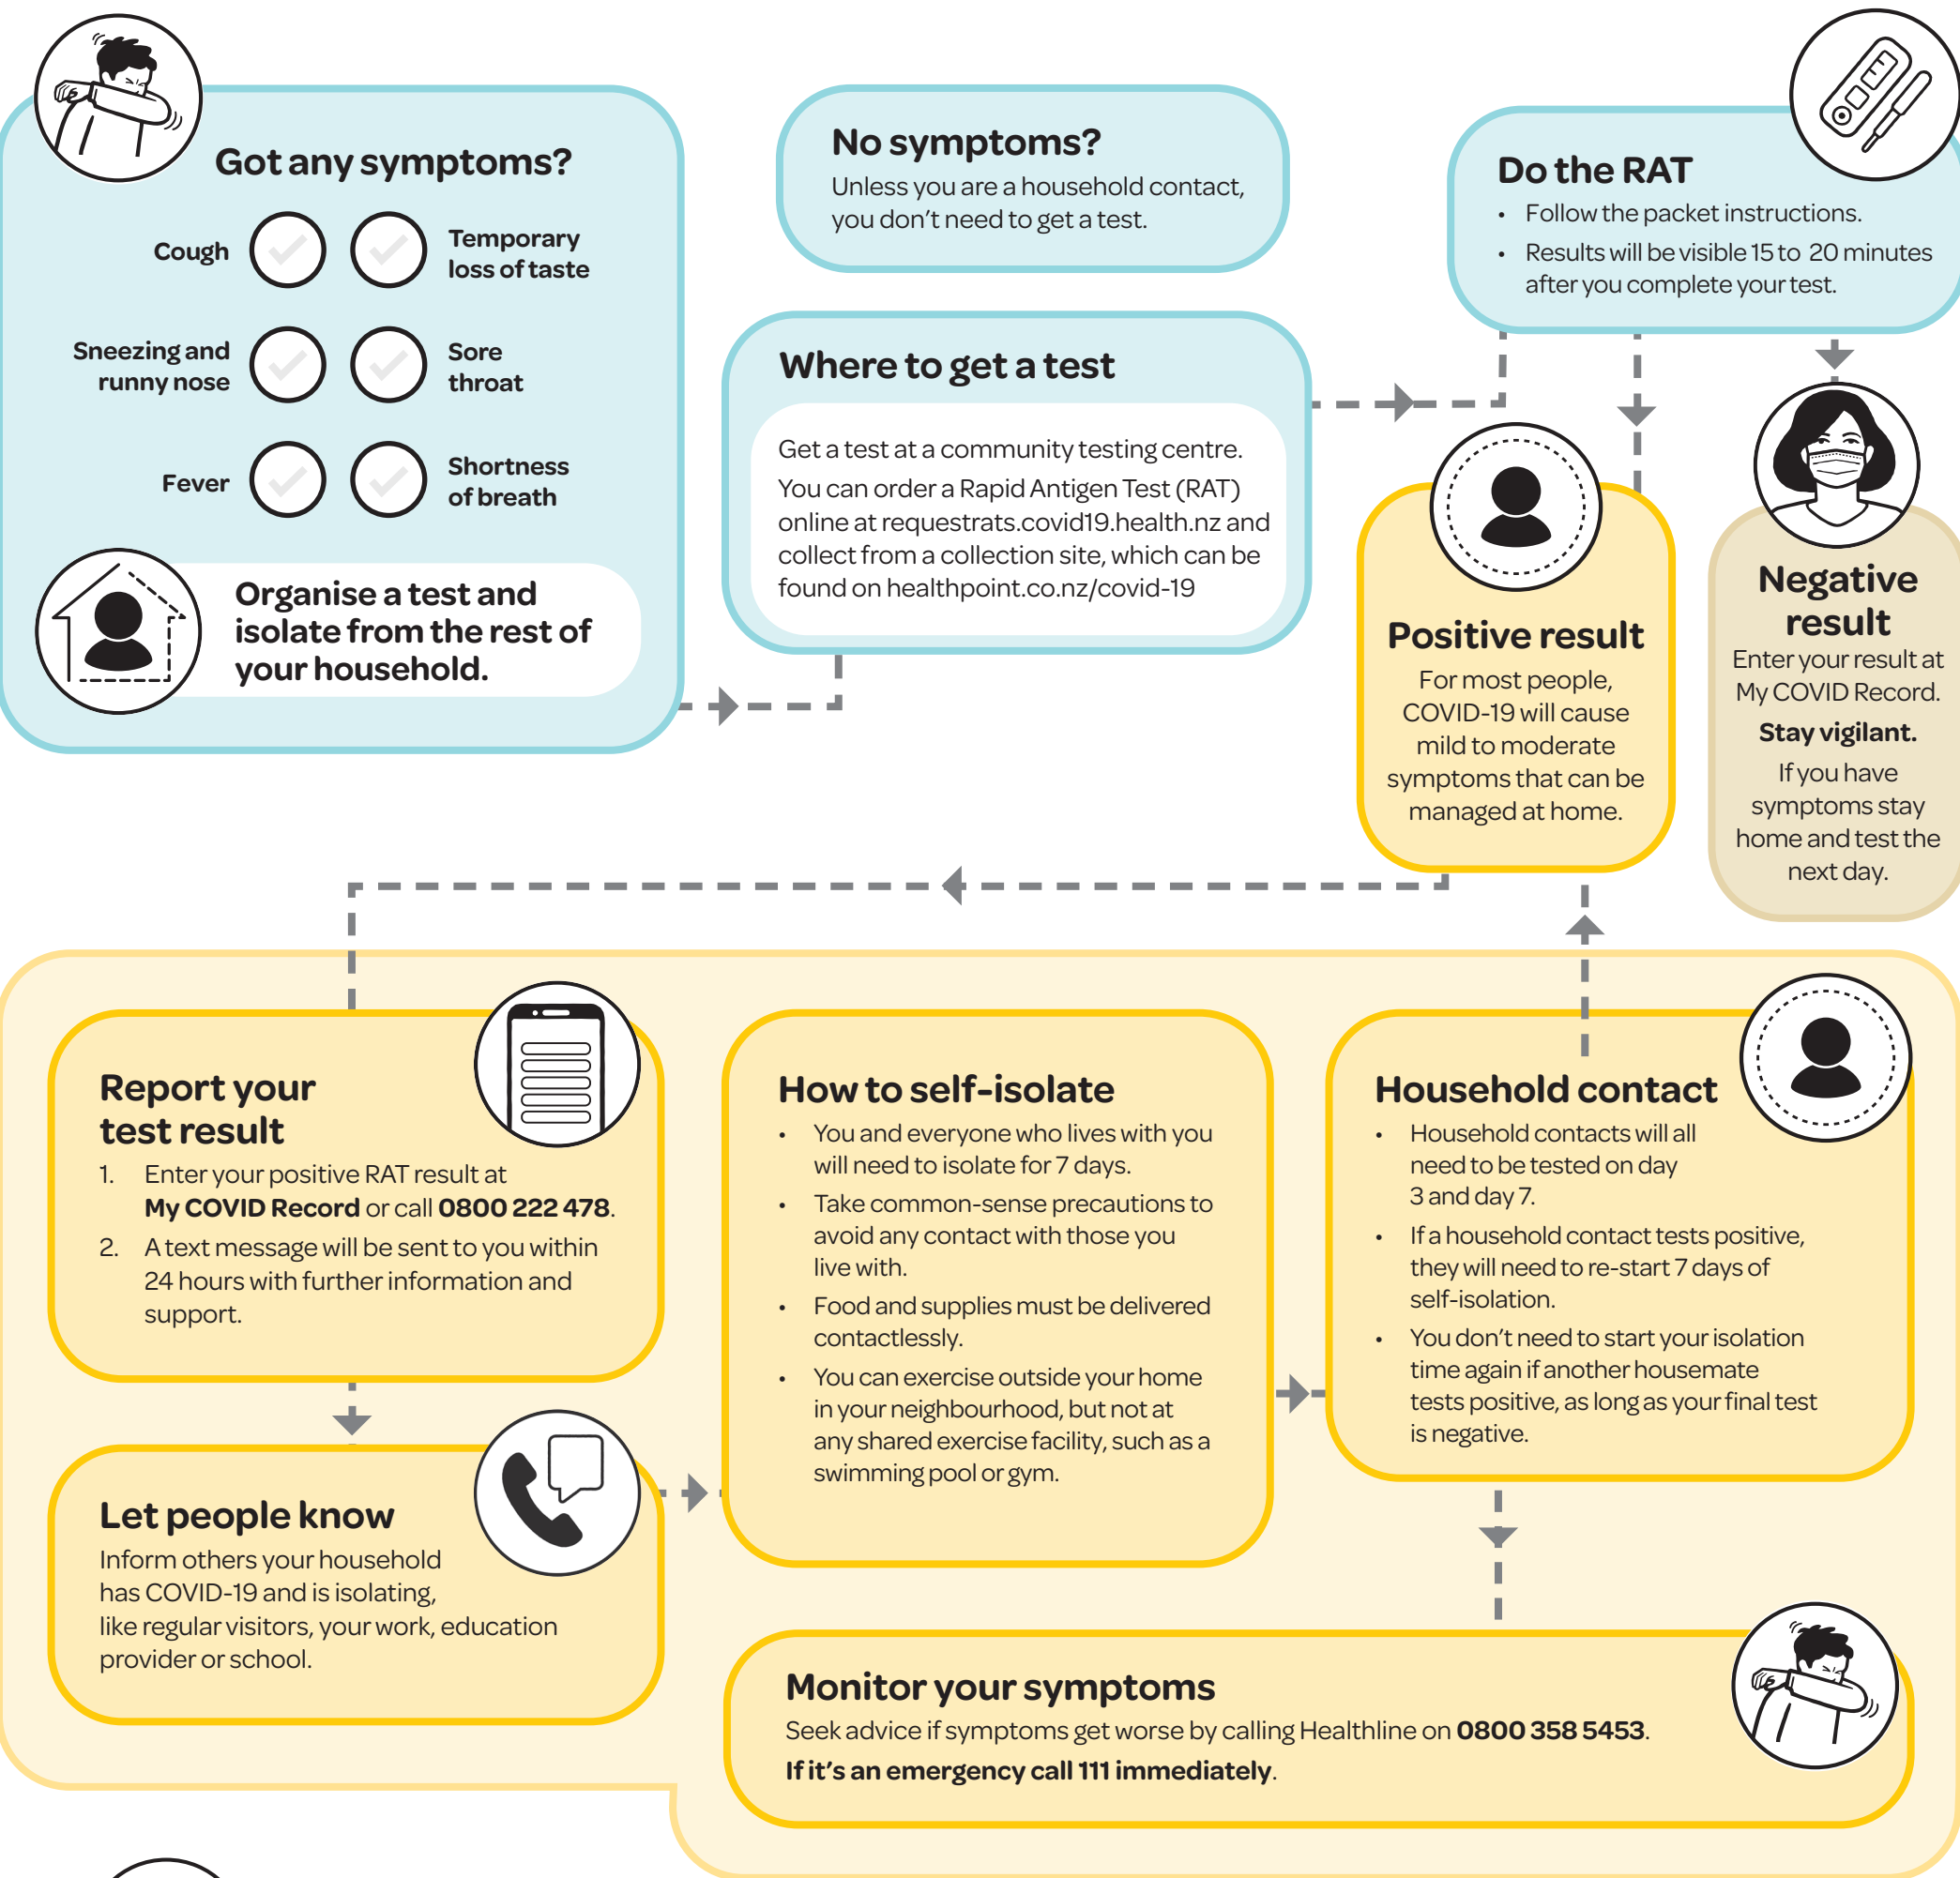 Got any symptoms?
Cough
Temporary
loss of taste
Sneezing and
runny nose
Sore
throat
Fever
Shortness
of breath
Organise a test and
isolate from the rest of
your household.
No symptoms?
Unless you are a household contact,
you don't need to get a test.
Where to get a test
Get a test at a community testing centre.
You can order a Rapid Antigen Test (RAT)
online at requestrats.covid19.health.nz and
collect from a collection site, which can be
found on healthpoint.co.nz/covid-19
Do the RAT
• Follow the packet instructions.
• Results will be visible 15 to 20 minutes
after you complete your test.
Positive result
For most people,
COVID-19 will cause
mild to moderate
symptoms that can be
managed at home.
Negative
result
Enter your result at
My COVID Record.
Stay vigilant.
If you have
symptoms stay
home and test the
next day.
Report your
test result
1. Enter your positive RAT result at
My COVID Record or call 0800 222 478.
2. A text message will be sent to you within
24 hours with further information and
support.
Let people know
Inform others your household
has COVID-19 and is isolating,
like regular visitors, your work, education
provider or school.
How to self-isolate
• You and everyone who lives with you
will need to isolate for 7 days.
• Take common-sense precautions to
avoid any contact with those you
live with.
• Food and supplies must be delivered
contactlessly.
• You can exercise outside your home
in your neighbourhood, but not at
any shared exercise facility, such as a
swimming pool or gym.
Household contact
• Household contacts will all
need to be tested on day
3 and day 7.
• If a household contact tests positive,
they will need to re-start 7 days of
self-isolation.
• You don't need to start your isolation
time again if another housemate
tests positive, as long as your final test
is negative.
Monitor your symptoms
Seek advice if symptoms get worse by calling Healthline on 0800 358 5453.
If it's an emergency call 111 immediately.